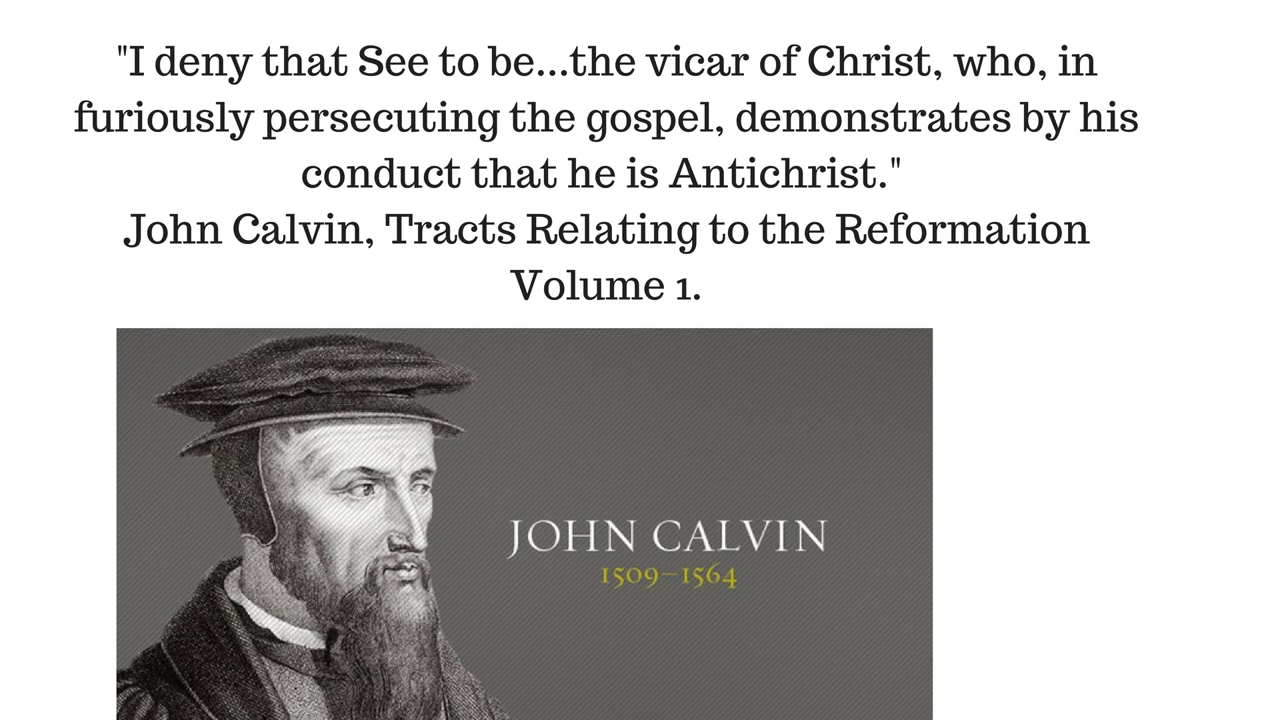 "I deny that See to be...the vicar of Christ, who, in
furiously persecuting the gospel, demonstrates by his
conduct that he is Antichrist."
John Calvin, Tracts Relating to the Reformation
Volume 1.
JOHN CALVIN
1509–1564